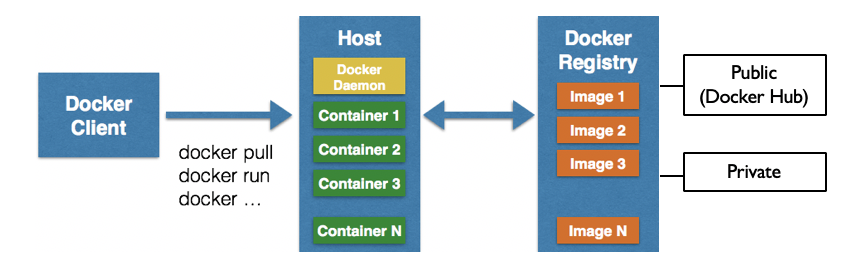 Docker
Client
docker pull
docker run
docker ...
Host
Docker
Daemon
Container 1
Container 2
Container 3
Container N
Docker
Registry
Image 1
Image 2
Image 3
Image N
Public
(Docker Hub)
Private